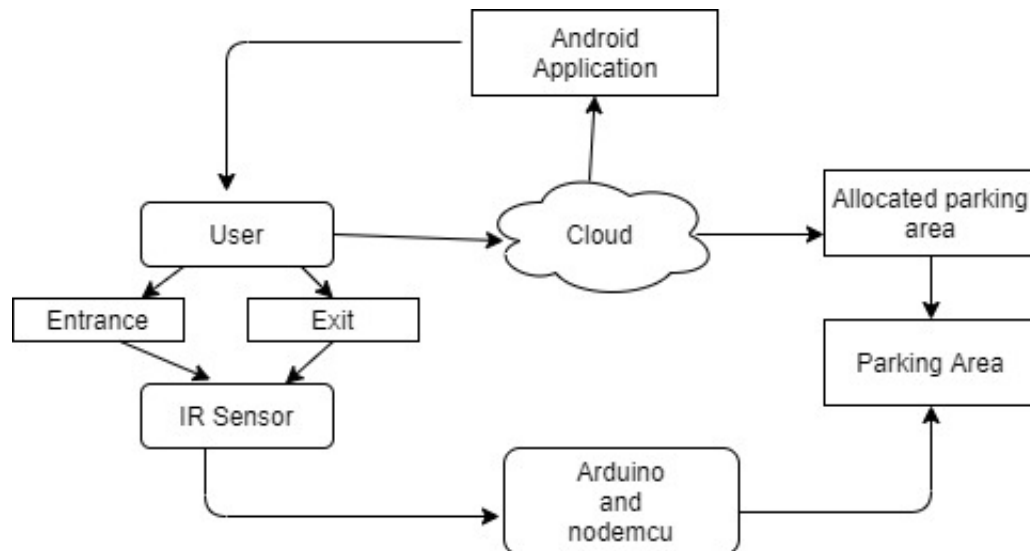 Android
Application
Allocated parking
area
User
Cloud
Entrance
Exit
Parking Area
IR Sensor
Arduino
and
nodemcu